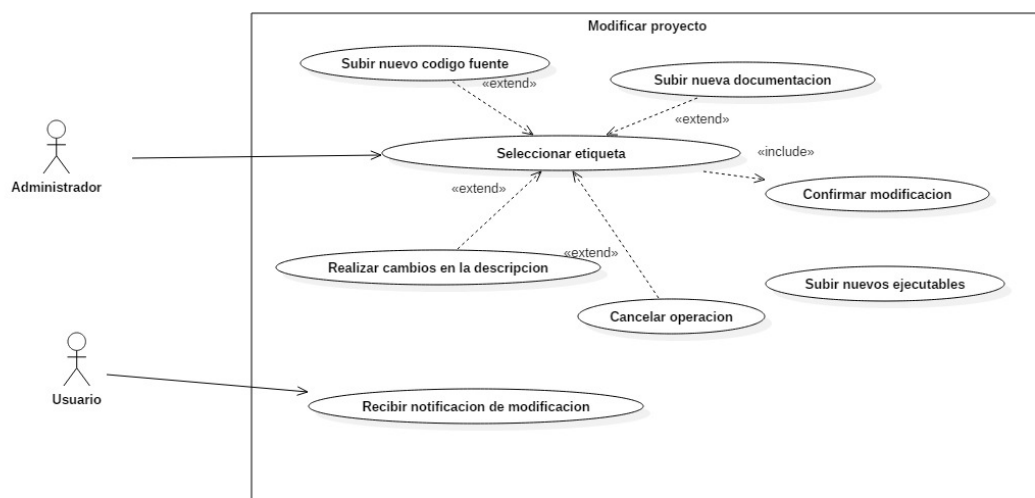 Modificar proyecto
Subir nuevo codigo fuente
Subir nueva documentacion
«extend»
«extend»
Seleccionar etiqueta
«include»
Administrador
«extend»
Confirmar modificacion
Realizar cambios en la descripcion
«extend»
Subir nuevos ejecutables
Cancelar operacion
Usuario
Recibir notificacion de modificacion